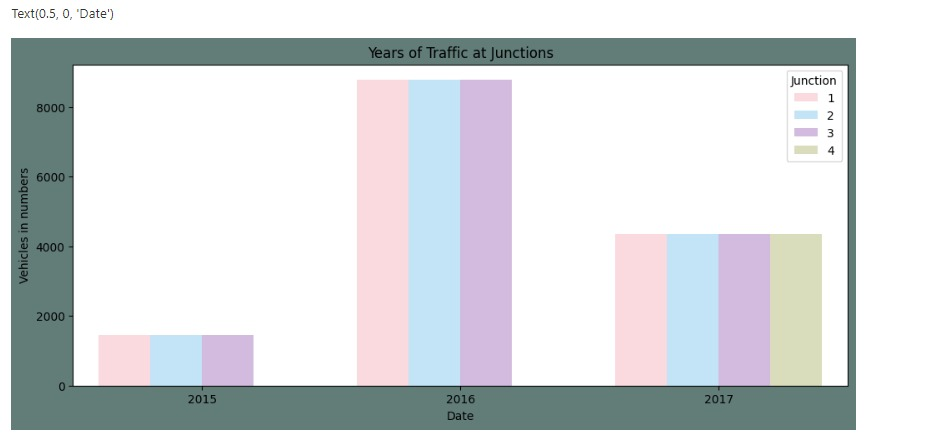 Text(0.5, 0, 'Date')
Years of Traffic at Junctions
Junction
1
2
3
4
8000
6000
4000
2000
0
Vehicles in numbers
2015 2016 2017
Date